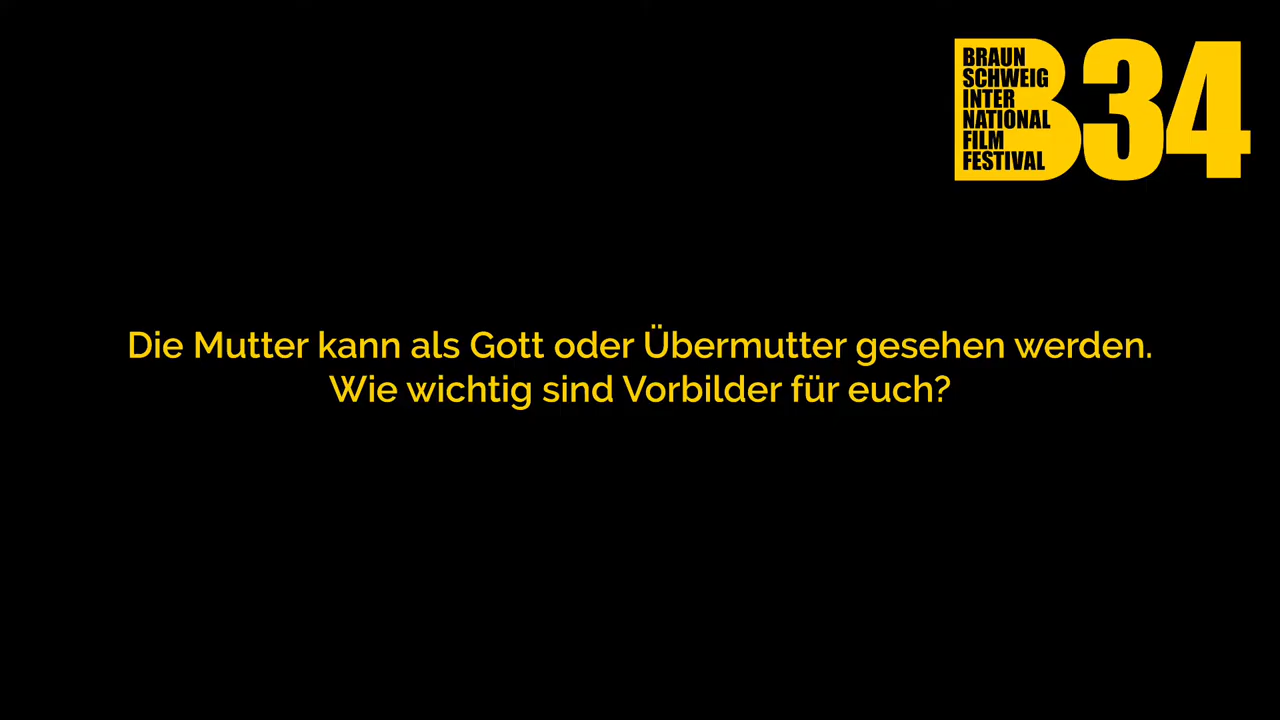 BRAUN
SCHWEIG
INTER
NATIONAL
FILM
FESTIVAL
B34
Die Mutter kann als Gott oder Übermutter gesehen werden.
Wie wichtig sind Vorbilder für euch?